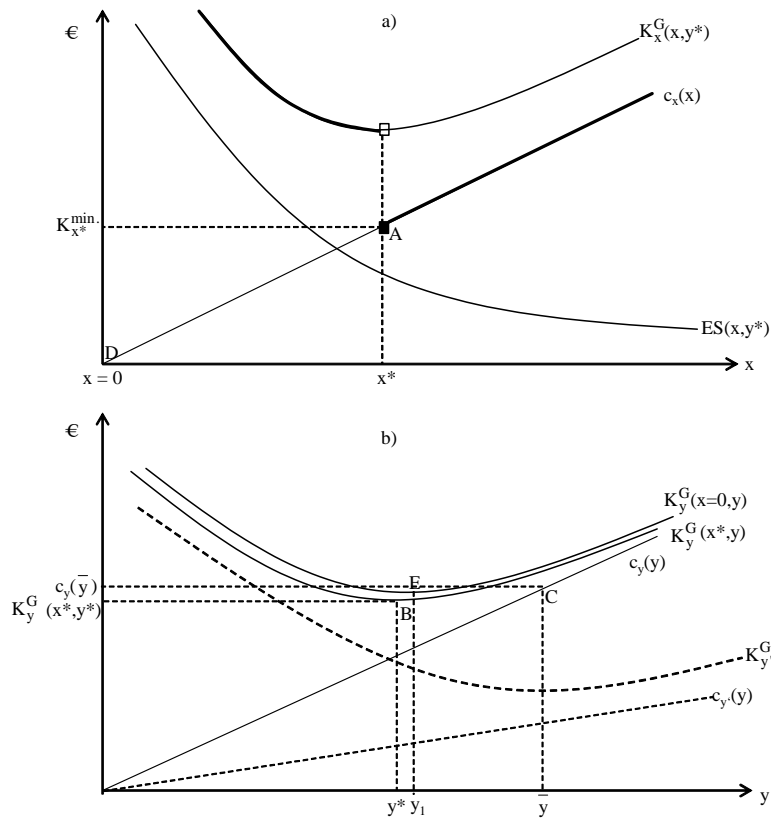 a)
€
K_x^G(x,y*)
c_x(x)
K_x*^min.
A
ES(x,y*)
D
x = 0
x*
x
b)
€
K_y^G(x=0,y)
K_y^G(x*,y)
c_y(y)
c_y(y̅)
E
K_y^G (x*,y*)
B
C
K_y'^G
c_y'(y)
y*
y_1
y̅
y